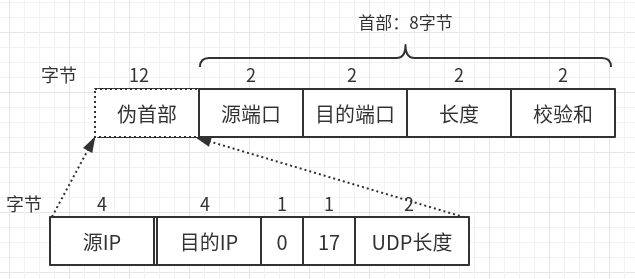 首部：8字节
字节 12 2 2 2 2
伪首部 源端口 目的端口 长度 校验和
字节 4 4 1 1 2
源IP 目的IP 0 17 UDP长度